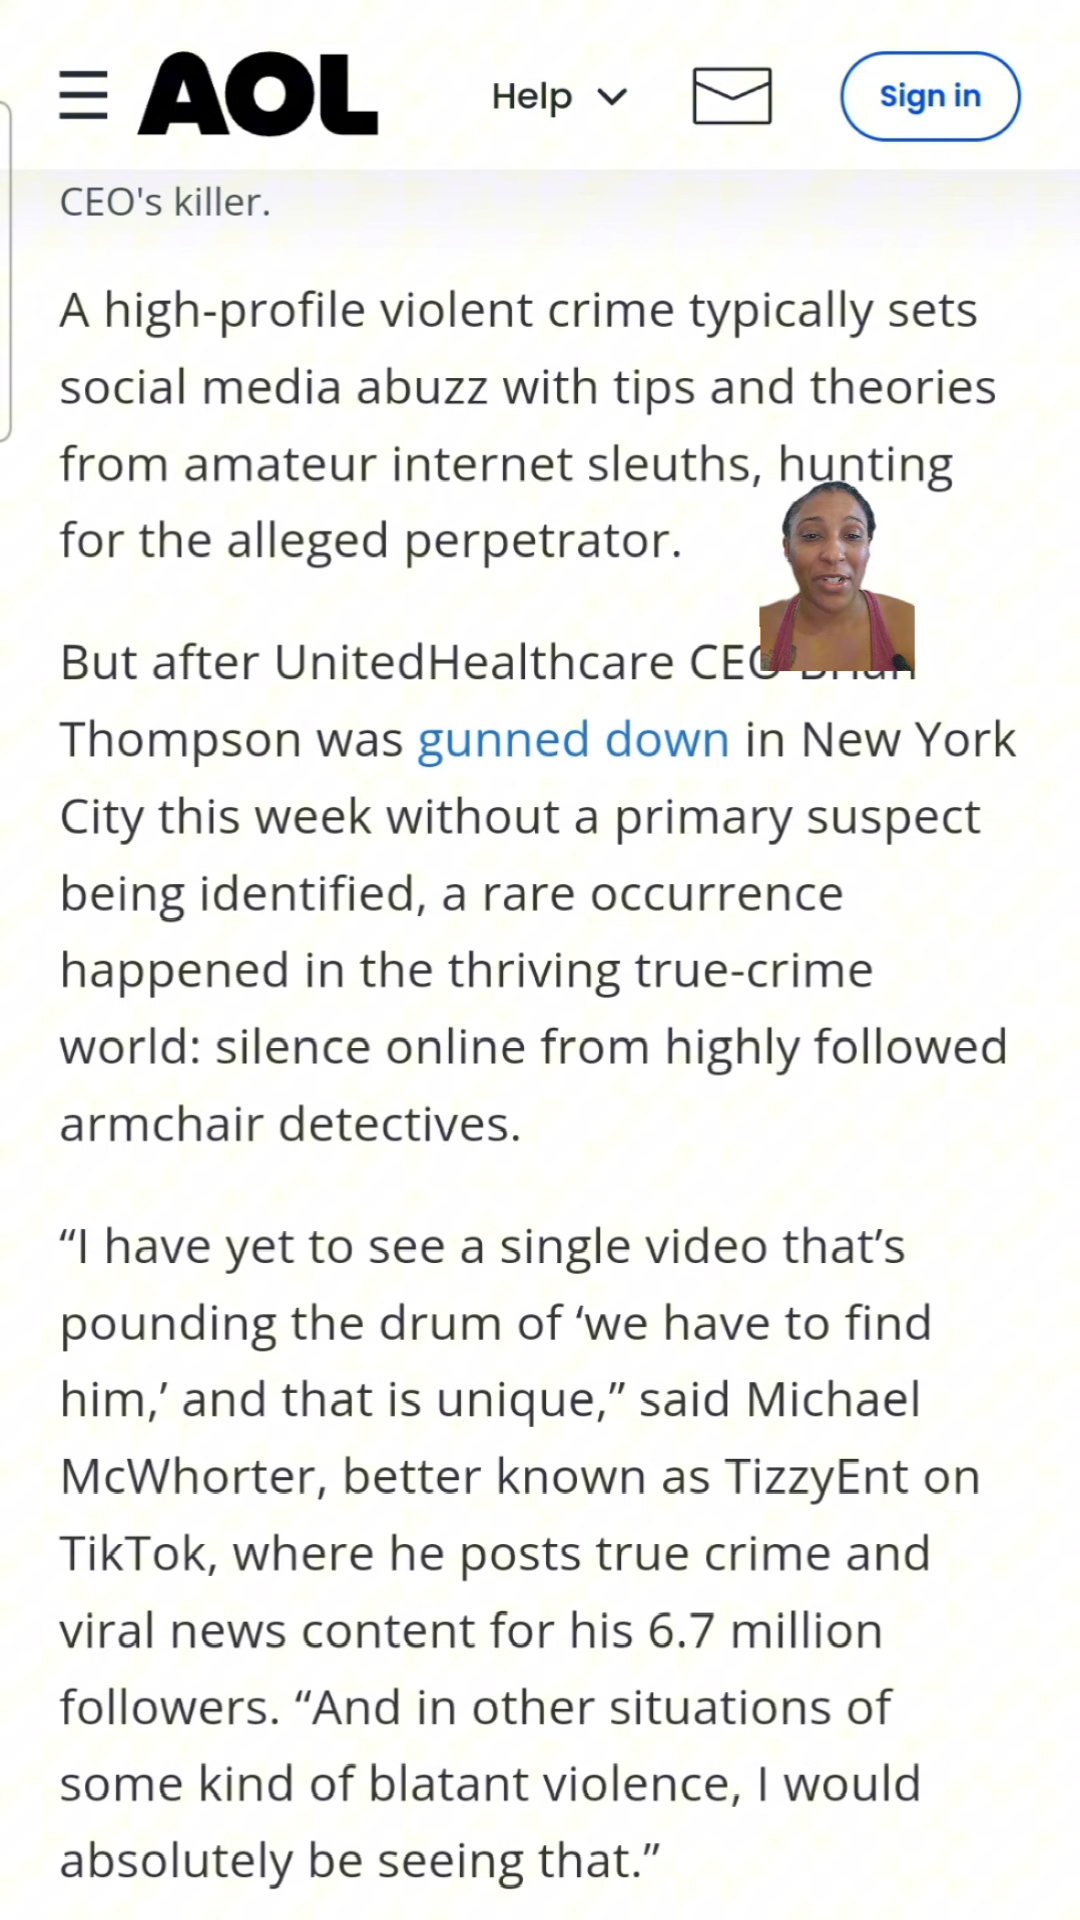 AOL
Help
Sign in
CEO's killer.
A high-profile violent crime typically sets
social media abuzz with tips and theories
from amateur internet sleuths, hunting
for the alleged perpetrator.
But after UnitedHealthcare CEO Brian
Thompson was gunned down in New York
City this week without a primary suspect
being identified, a rare occurrence
happened in the thriving true-crime
world: silence online from highly followed
armchair detectives.
“I have yet to see a single video that’s
pounding the drum of ‘we have to find
him,’ and that is unique,” said Michael
McWhorter, better known as TizzyEnt on
TikTok, where he posts true crime and
viral news content for his 6.7 million
followers. “And in other situations of
some kind of blatant violence, I would
absolutely be seeing that.”